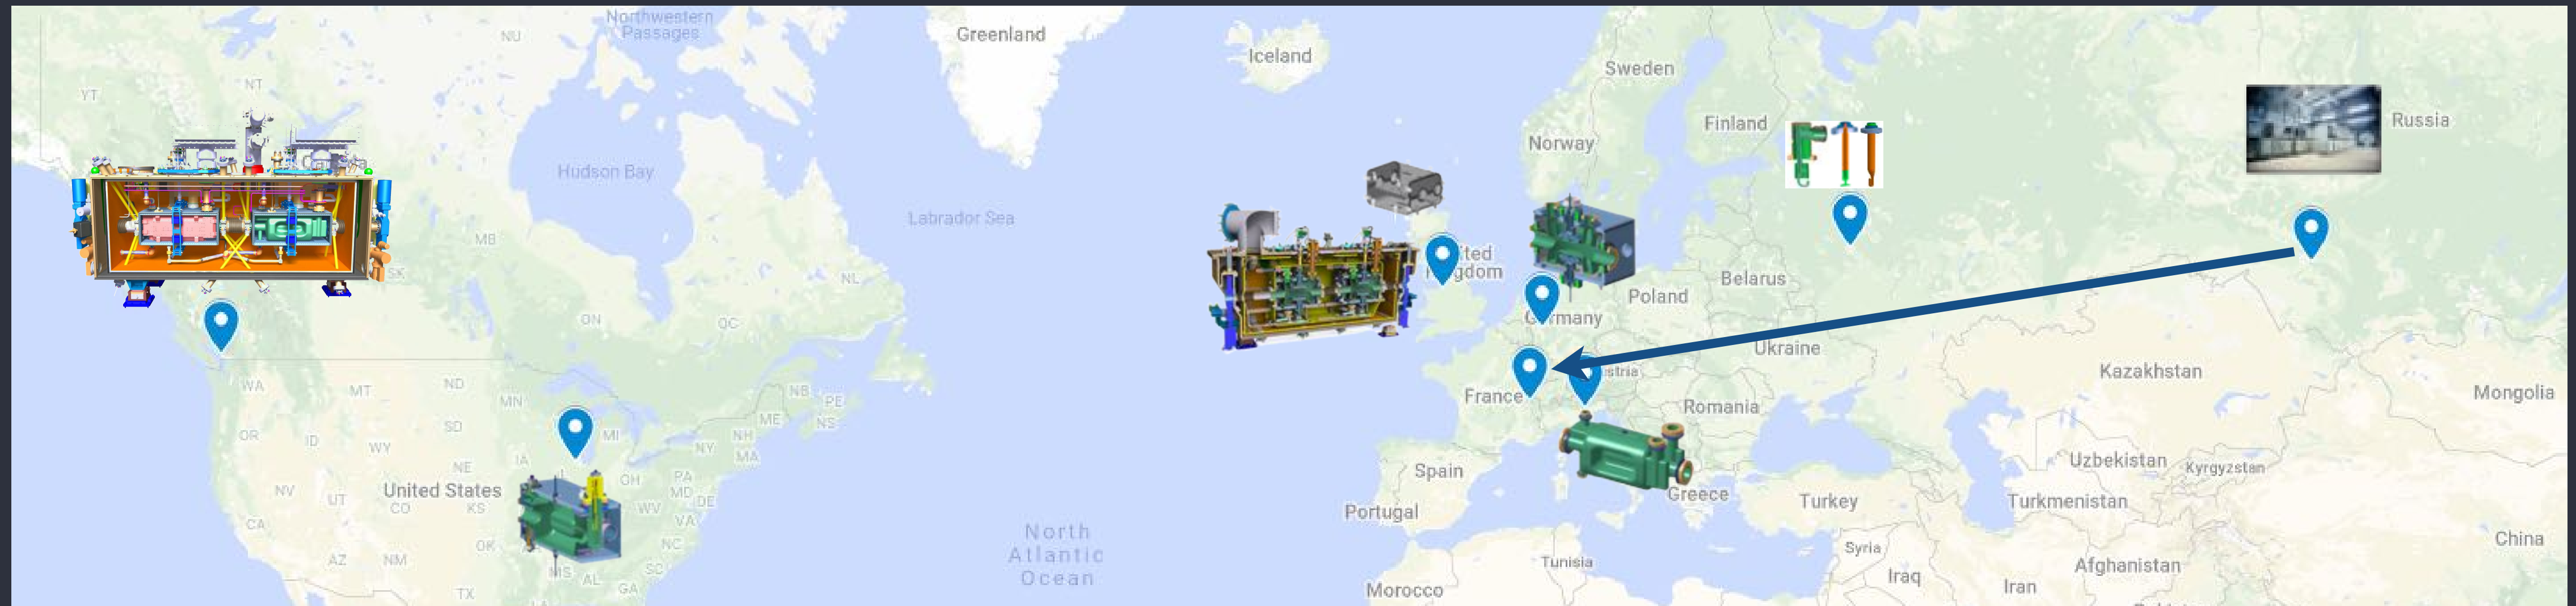 Northwestern
Passages
NU
Greenland
Iceland
Sweden
YT
NT
Finland
Russia
Norway
Hudson Bay
Labrador Sea
MB
SK
NL
Belarus
Poland
Germany
ON
QC
Ukraine
Kazakhstan
Mongolia
WA
MT
ND
MN
NB
PE
NS
ME
France
Romania
OR
ID
WY
SD
MI
NY
NH
MA
NE
IA
OH
PA
MD
DE
Spain
Uzbekistan
Kyrgyzstan
United States
NV
UT
CO
KS
WV
VA
Greece
Turkey
Turkmenistan
Portugal
CA
OK
NC
North
Atlantic
Ocean
China
AZ
NM
MS
AL
SC
GA
Tunisia
Syria
Iraq
Iran
Afghanistan
TX
Morocco